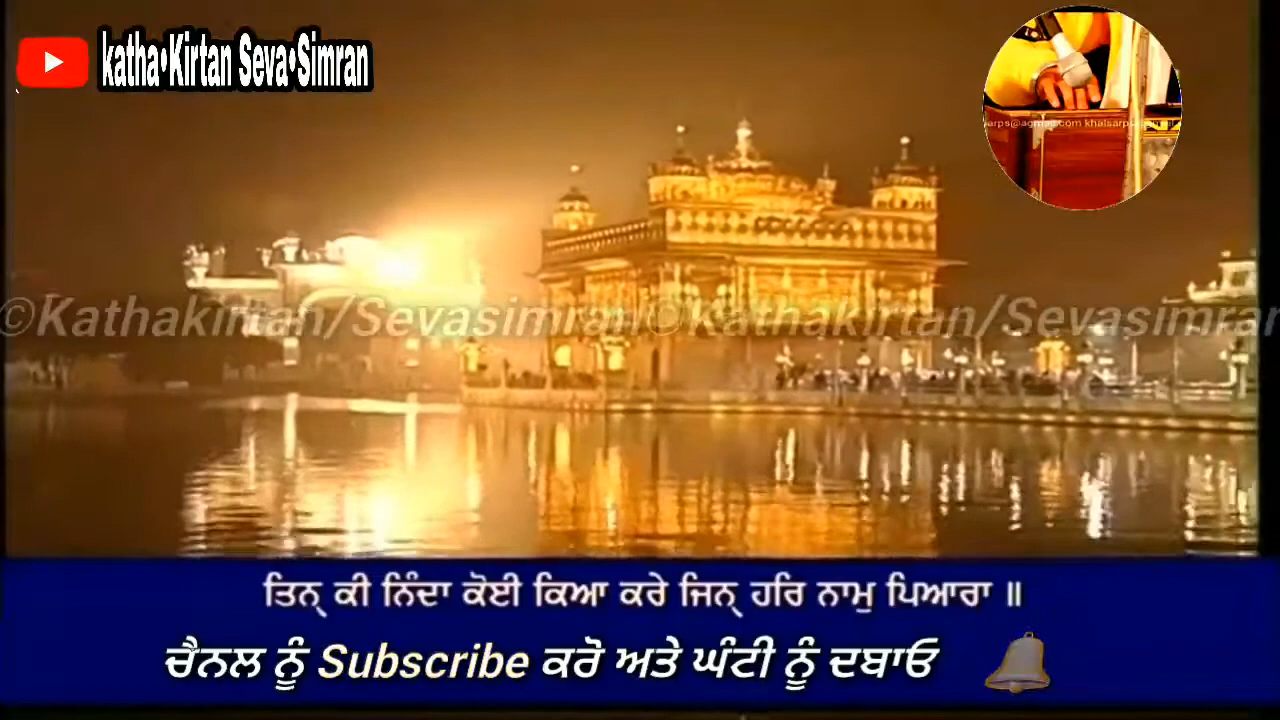 katha•Kirtan Seva•Simran
©Kathakirtan/Sevasimran©Kathakirtan/Sevasimran
ਤਿਨ੍ ਕੀ ਨਿੰਦਾ ਕੋਈ ਕਿਆ ਕਰੇ ਜਿਨ੍ ਹਰਿ ਨਾਮੁ ਪਿਆਰਾ ॥
ਚੈਨਲ ਨੂੰ Subscribe ਕਰੋ ਅਤੇ ਘੰਟੀ ਨੂੰ ਦਬਾਓ